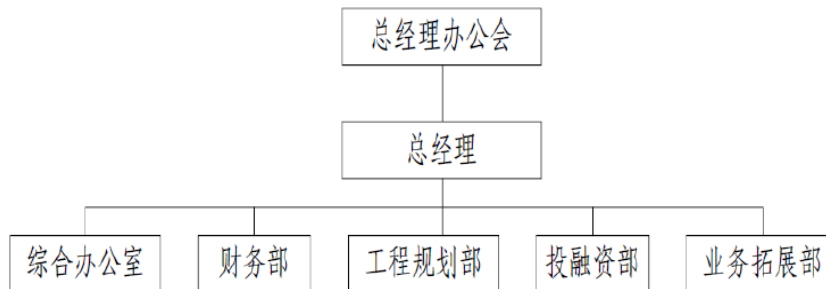 总经理办公会
总经理
综合办公室
财务部
工程规划部
投融资部
业务拓展部